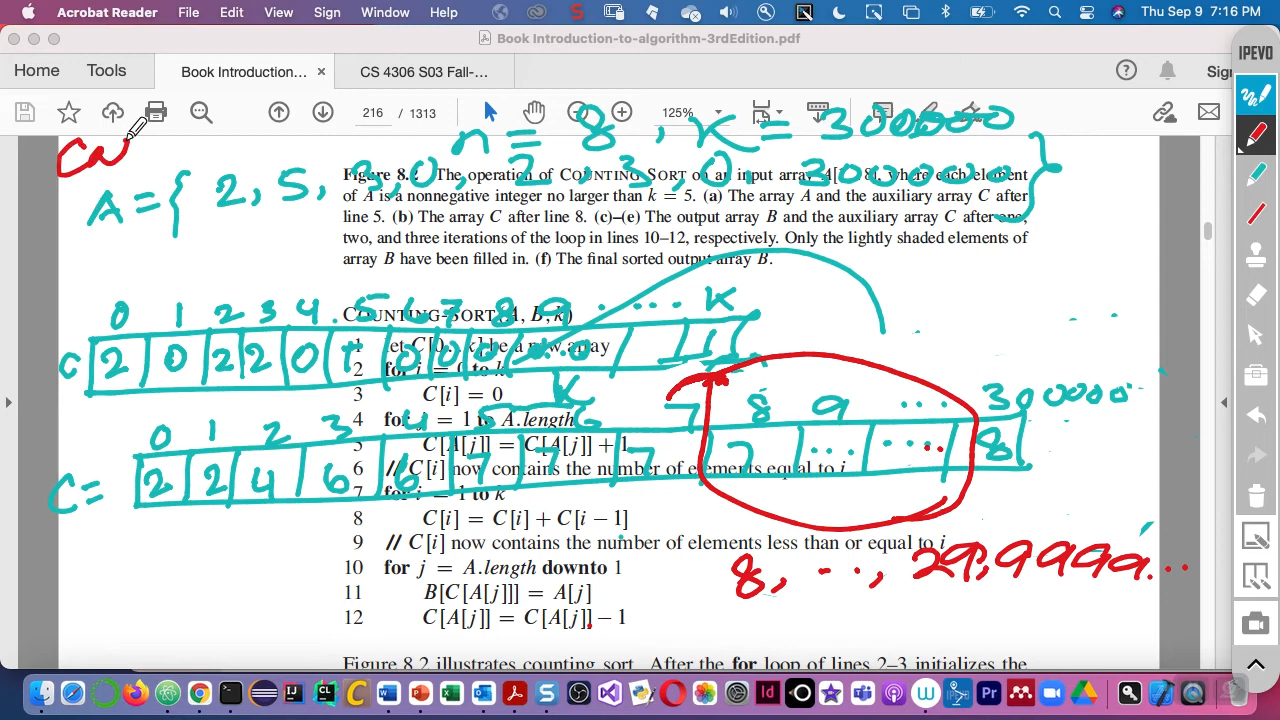 Acrobat Reader File Edit View Sign Window Help Thu Sep 9 7:16 PM
Book Introduction-to-algorithm-3rdEdition.pdf
Home Tools Book Introduction... × CS 4306 S03 Fall-... Sign
216 / 1313 125%
IPEVO
n = 8, K = 300000
Ca
A = { 2, 5, 3, 0, 2, 3, 0, 3000000 }
The operation of COUNTING-SORT on an input array
of A is a nonnegative integer no larger than k = 5. (a) The array A and the auxiliary array C after
line 5. (b) The array C after line 8. (c)–(e) The output array B and the auxiliary array C after one,
two, and three iterations of the loop in lines 10–12, respectively. Only the lightly shaded elements of
array B have been filled in. (f) The final sorted output array B.
0 1 2 3 4 5 6 7 8 9 ..... K
COUNTING-SORT(A, B, k)
C 2 0 2 2 0 1 0 0 0 1
1 let C[0..k] be a new array
2 for i = 0 to k
3 C[i] = 0
K
0 1 2 3 4 6 7 8 9 ... 300000
4 for j = 1 to A.length
5 C[A[j]] = C[A[j]] + 1
C= 2 2 4 6 6 7 7 7 7 ... .... 8
6 // C[i] now contains the number of elements equal to i
7 for i = 1 to k
8 C[i] = C[i] + C[i − 1]
9 // C[i] now contains the number of elements less than or equal to i
8, ..., 29,9999...
10 for j = A.length downto 1
11 B[C[A[j]]] = A[j]
12 C[A[j]] = C[A[j]] − 1
Figure 8.2 illustrates counting sort. After the for loop of lines 2–3 initializes the